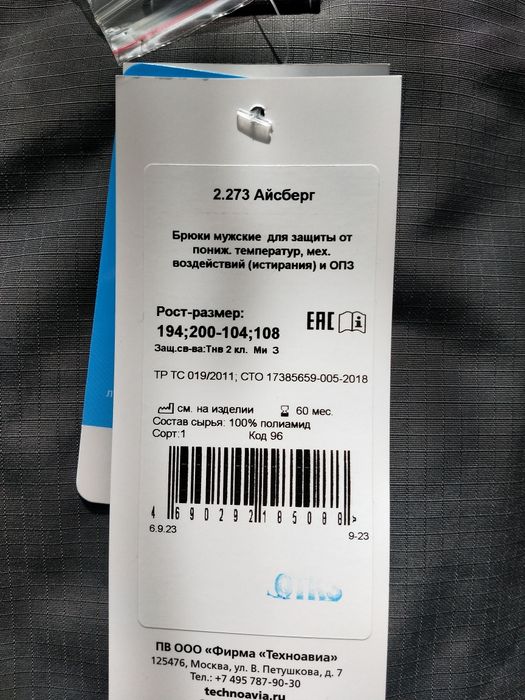 2.273 Айсберг
Брюки мужские для защиты от
пониж. температур, мех.
воздействий (истирания) и ОПЗ
Рост-размер:
194;200-104;108
EAC
Защ.св-ва:Тнв 2 кл. Ми З
ТР ТС 019/2011; СТО 17385659-005-2018
см. на изделии 60 мес.
Состав сырья: 100% полиамид
Сорт:1 Код 96
4 690292 185088 >
6.9.23 9-23
ПВ ООО «Фирма «Техноавиа»
125476, Москва, ул. В. Петушкова, д. 7
Тел.: +7 495 787-90-30
technoavia.ru